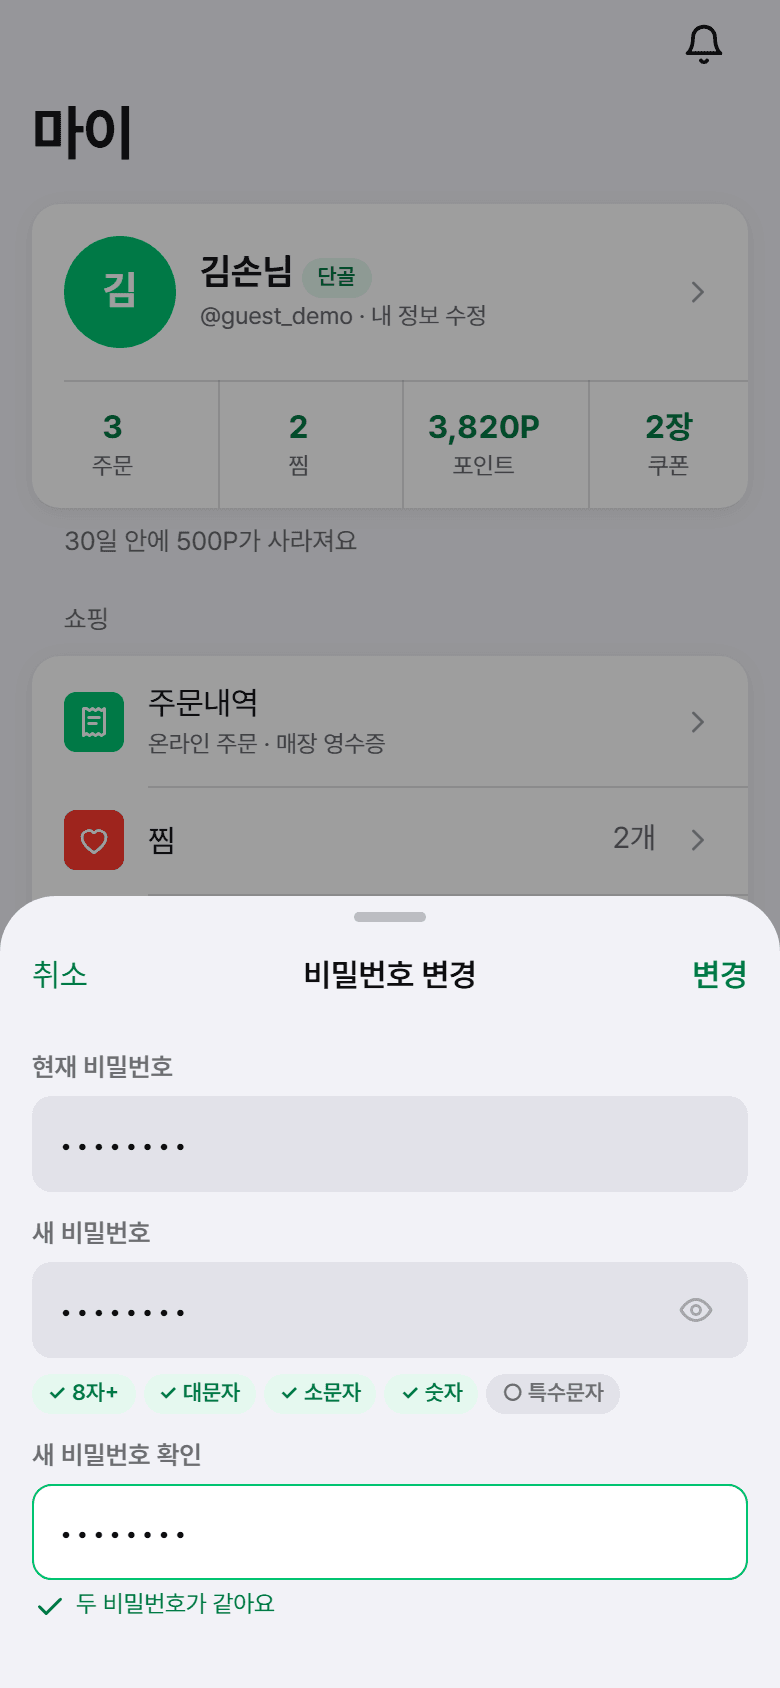 마이
김
김손님 단골
@guest_demo · 내 정보 수정
3 2 3,820P 2장
주문 찜 포인트 쿠폰
30일 안에 500P가 사라져요
쇼핑
주문내역
온라인 주문 · 매장 영수증
찜 2개
취소 비밀번호 변경 변경
현재 비밀번호
••••••••
새 비밀번호
••••••••
8자+ 대문자 소문자 숫자 특수문자
새 비밀번호 확인
••••••••
두 비밀번호가 같아요